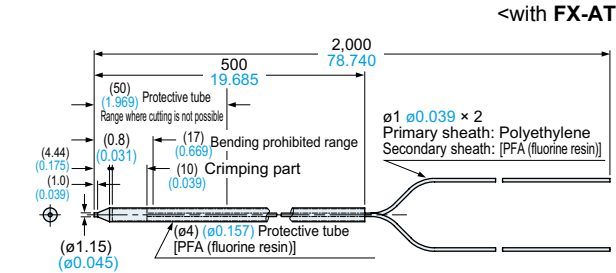 <with FX-AT
2,000
78.740
500
19.685
(50)
(1.969)
Protective tube
Range where cutting is not possible
(0.8)
(0.031)
(17)
(0.669)
Bending prohibited range
(4.44)
(0.175)
(10)
(0.039)
Crimping part
(1.0)
(0.039)
ø1 ø0.039 × 2
Primary sheath: Polyethylene
Secondary sheath: [PFA (fluorine resin)]
(ø4) (ø0.157) Protective tube
[PFA (fluorine resin)]
(ø1.15)
(ø0.045)